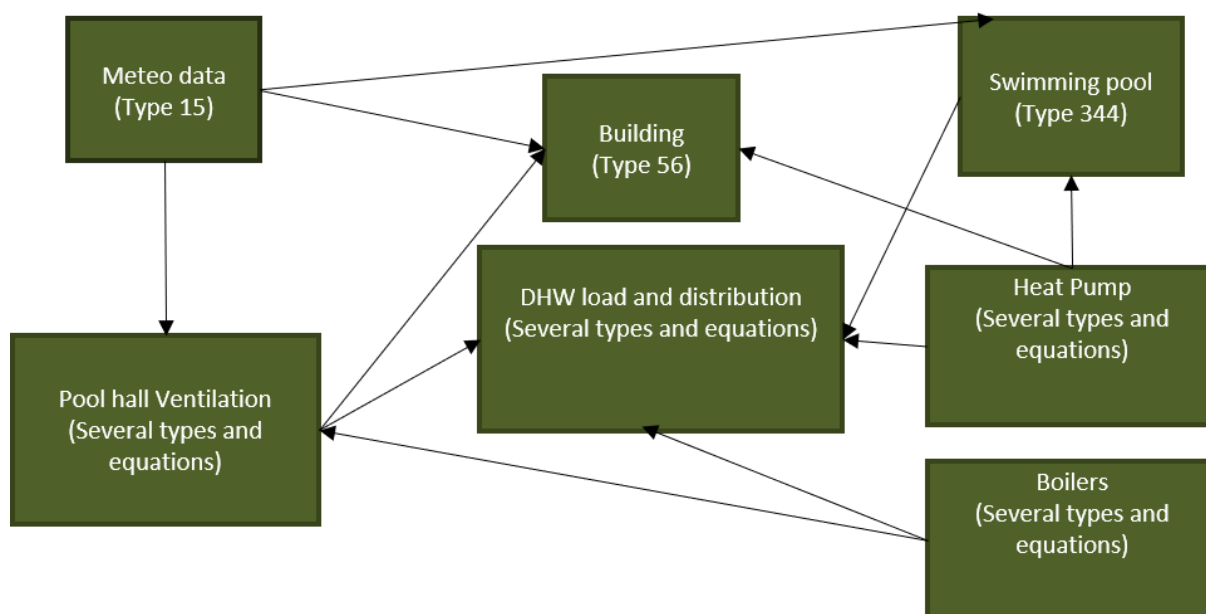 Meteo data
(Type 15)
Swimming pool
(Type 344)
Building
(Type 56)
DHW load and distribution
(Several types and equations)
Heat Pump
(Several types and
equations)
Pool hall Ventilation
(Several types and
equations)
Boilers
(Several types and
equations)